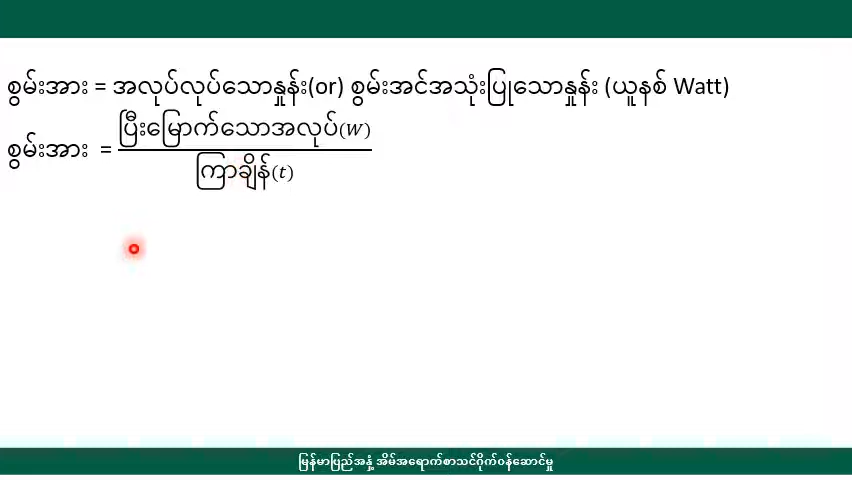 စွမ်းအား = အလုပ်လုပ်သောနှုန်း(or) စွမ်းအင်အသုံးပြုသောနှုန်း (ယူနစ် Watt)
စွမ်းအား = ပြီးမြောက်သောအလုပ်(W)
ကြာချိန်(t)
မြန်မာပြည်အနှံ့ အိမ်အရောက်စာသင်ဂိုက်ဝန်ဆောင်မှု